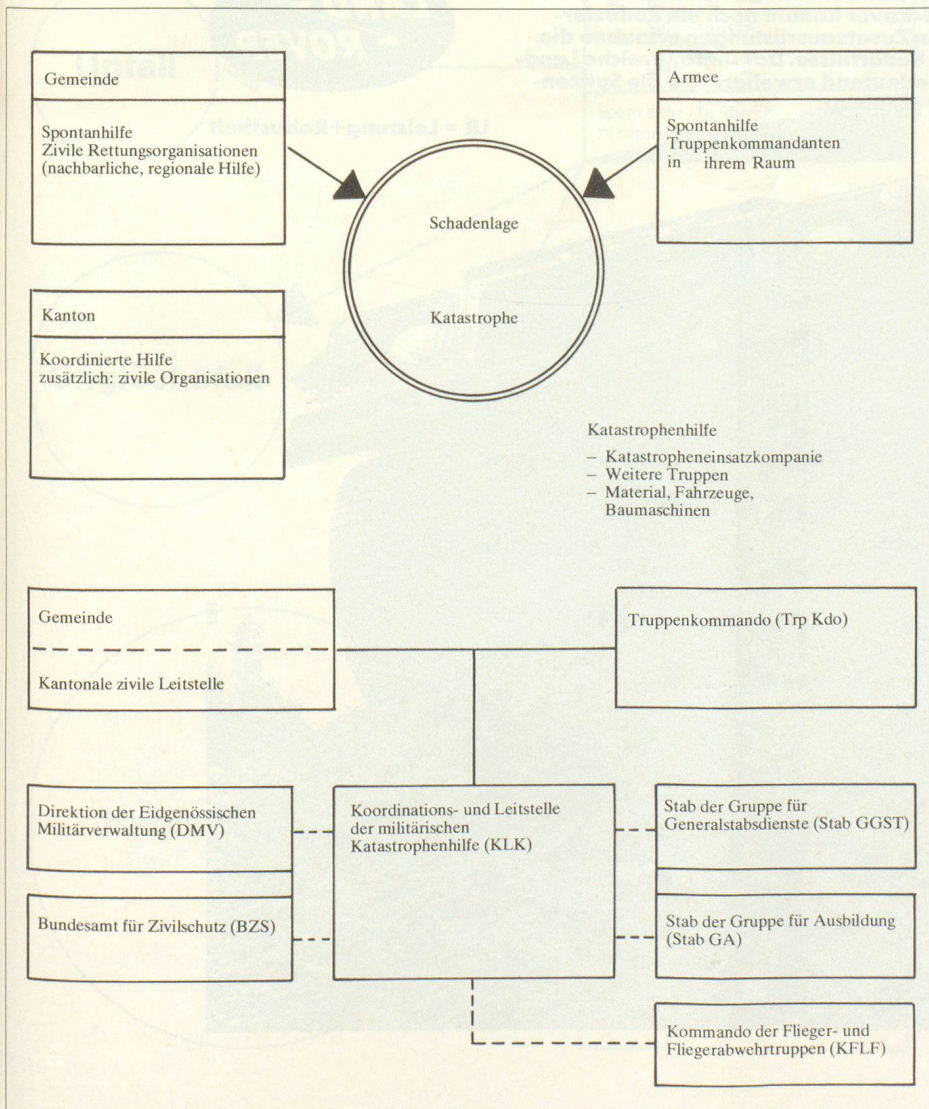 Gemeinde
Spontanhilfe
Zivile Rettungsorganisationen
(nachbarliche, regionale Hilfe)
Armee
Spontanhilfe
Truppenkommandanten
in ihrem Raum
Schadenlage
Katastrophe
Kanton
Koordinierte Hilfe
zusätzlich: zivile Organisationen
Katastrophenhilfe
– Katastropheneinsatzkompanie
– Weitere Truppen
– Material, Fahrzeuge,
Baumaschinen
Gemeinde
Kantonale zivile Leitstelle
Truppenkommando (Trp Kdo)
Direktion der Eidgenössischen
Militärverwaltung (DMV)
Koordinations- und Leitstelle
der militärischen
Katastrophenhilfe (KLK)
Stab der Gruppe für
Generalstabsdienste (Stab GGST)
Bundesamt für Zivilschutz (BZS)
Stab der Gruppe für Ausbildung
(Stab GA)
Kommando der Flieger- und
Fliegerabwehrtruppen (KFLF)